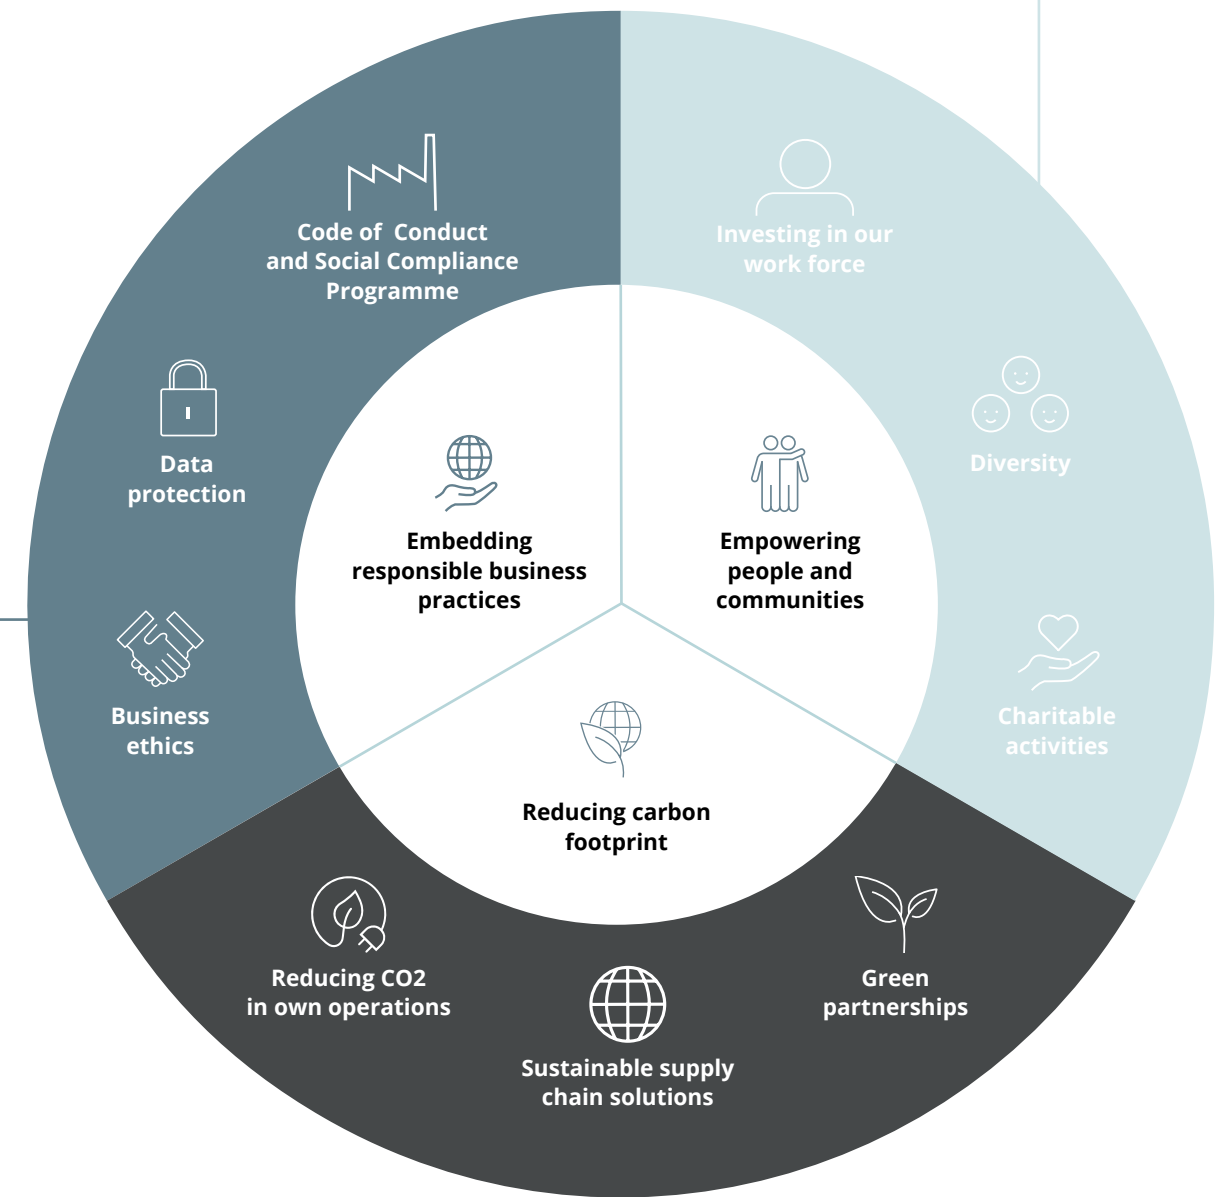 Code of  Conduct
and Social Compliance
Programme
Investing in our
work force
Data
protection
Diversity
Embedding
responsible business
practices
Empowering
people and
communities
Business
ethics
Charitable
activities
Reducing carbon
footprint
Reducing CO2
in own operations
Green
partnerships
Sustainable supply
chain solutions